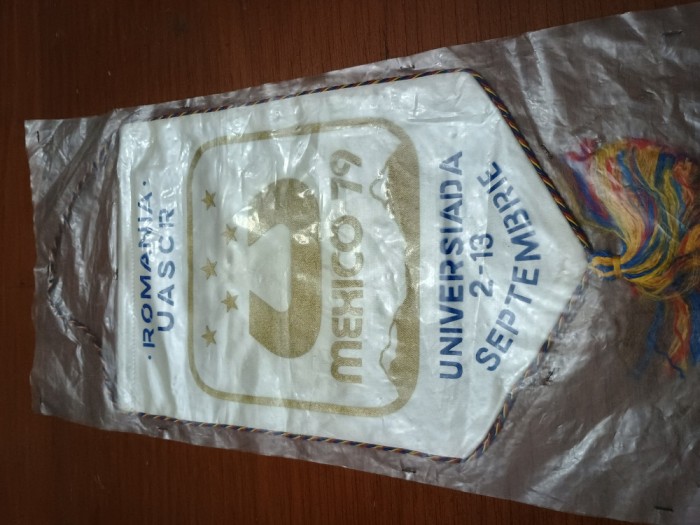 ·ROMANIA·
UASCR
MEXICO 79
UNIVERSIADA
2-13
SEPTEMBRIE